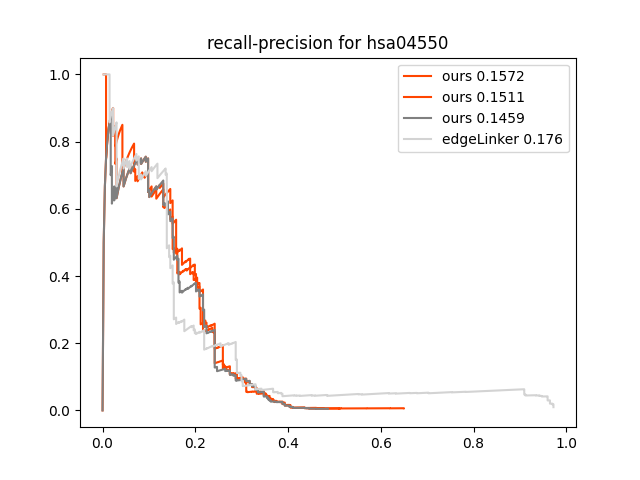 recall-precision for hsa04550
ours 0.1572
ours 0.1511
ours 0.1459
edgeLinker 0.176
1.0
0.8
0.6
0.4
0.2
0.0
0.0 0.2 0.4 0.6 0.8 1.0